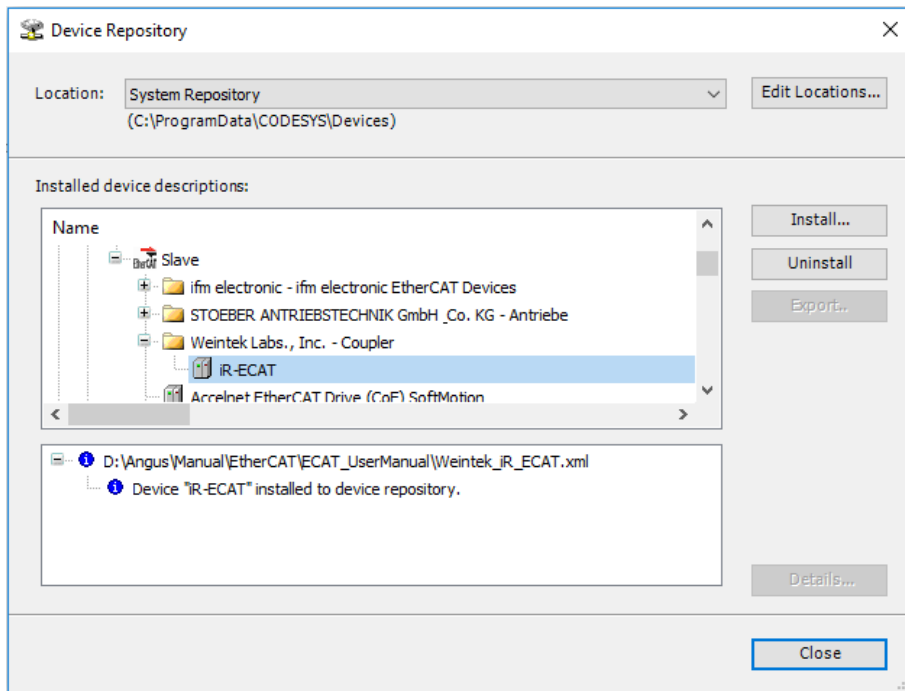 Device Repository
Location: System Repository Edit Locations...
(C:\ProgramData\CODESYS\Devices)
Installed device descriptions:
Name
Install...
EtherCAT Slave
Uninstall
ifm electronic - ifm electronic EtherCAT Devices
Export..
STOEBER ANTRIEBSTECHNIK GmbH _Co. KG - Antriebe
Weintek Labs., Inc. - Coupler
iR-ECAT
Accelnet EtherCAT Drive (CoE) SoftMotion
D:\Angus\Manual\EtherCAT\ECAT_UserManual\Weintek_iR_ECAT.xml
Device "iR-ECAT" installed to device repository.
Details...
Close